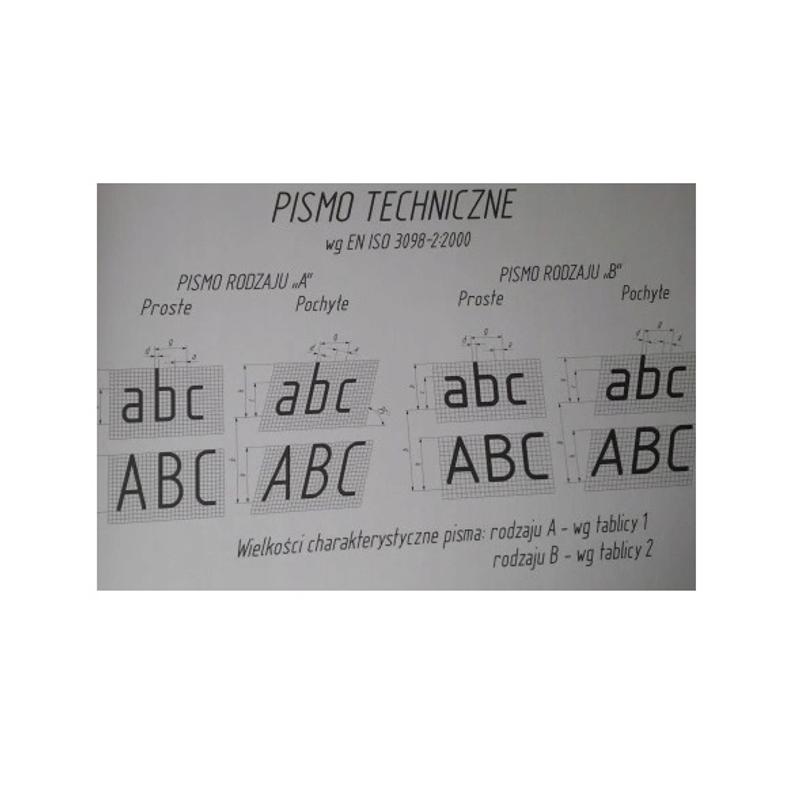 PISMO TECHNICZNE
wg EN ISO 3098-2:2000
PISMO RODZAJU „A"
Proste Pochyłe
PISMO RODZAJU „B"
Proste Pochyłe
abc abc abc abc
ABC ABC ABC ABC
Wielkości charakterystyczne pisma: rodzaju A - wg tablicy 1
rodzaju B - wg tablicy 2